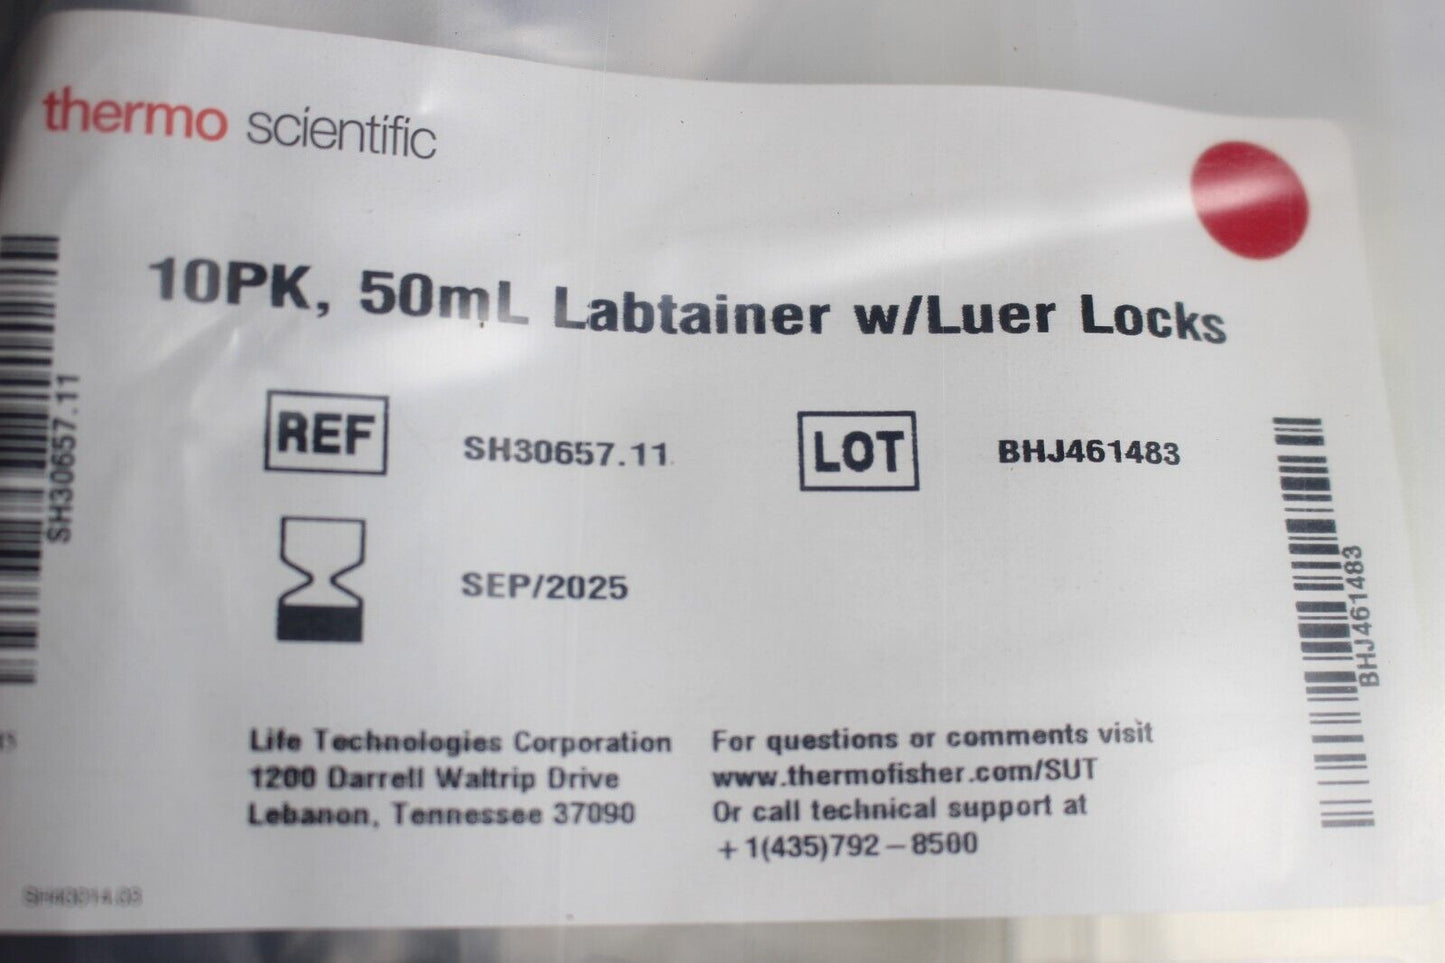 thermo scientific
10PK, 50mL Labtainer w/Luer Locks
REF SH30657.11 LOT BHJ461483
SEP/2025
SH30657.11
BHJ461483
Life Technologies Corporation
1200 Darrell Waltrip Drive
Lebanon, Tennessee 37090
For questions or comments visit
www.thermofisher.com/SUT
Or call technical support at
+1(435)792-8500